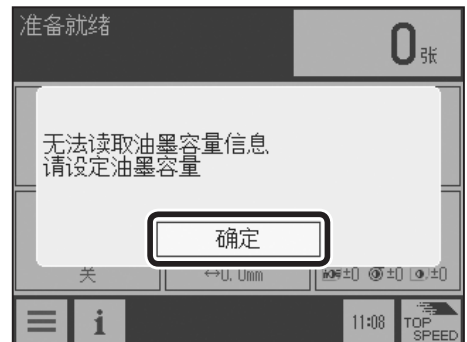 准备就绪
0张
无法读取油墨容量信息
请设定油墨容量
确定
关
↔0. 0mm
±0 ±0 ±0
i
11:08
TOP
SPEED